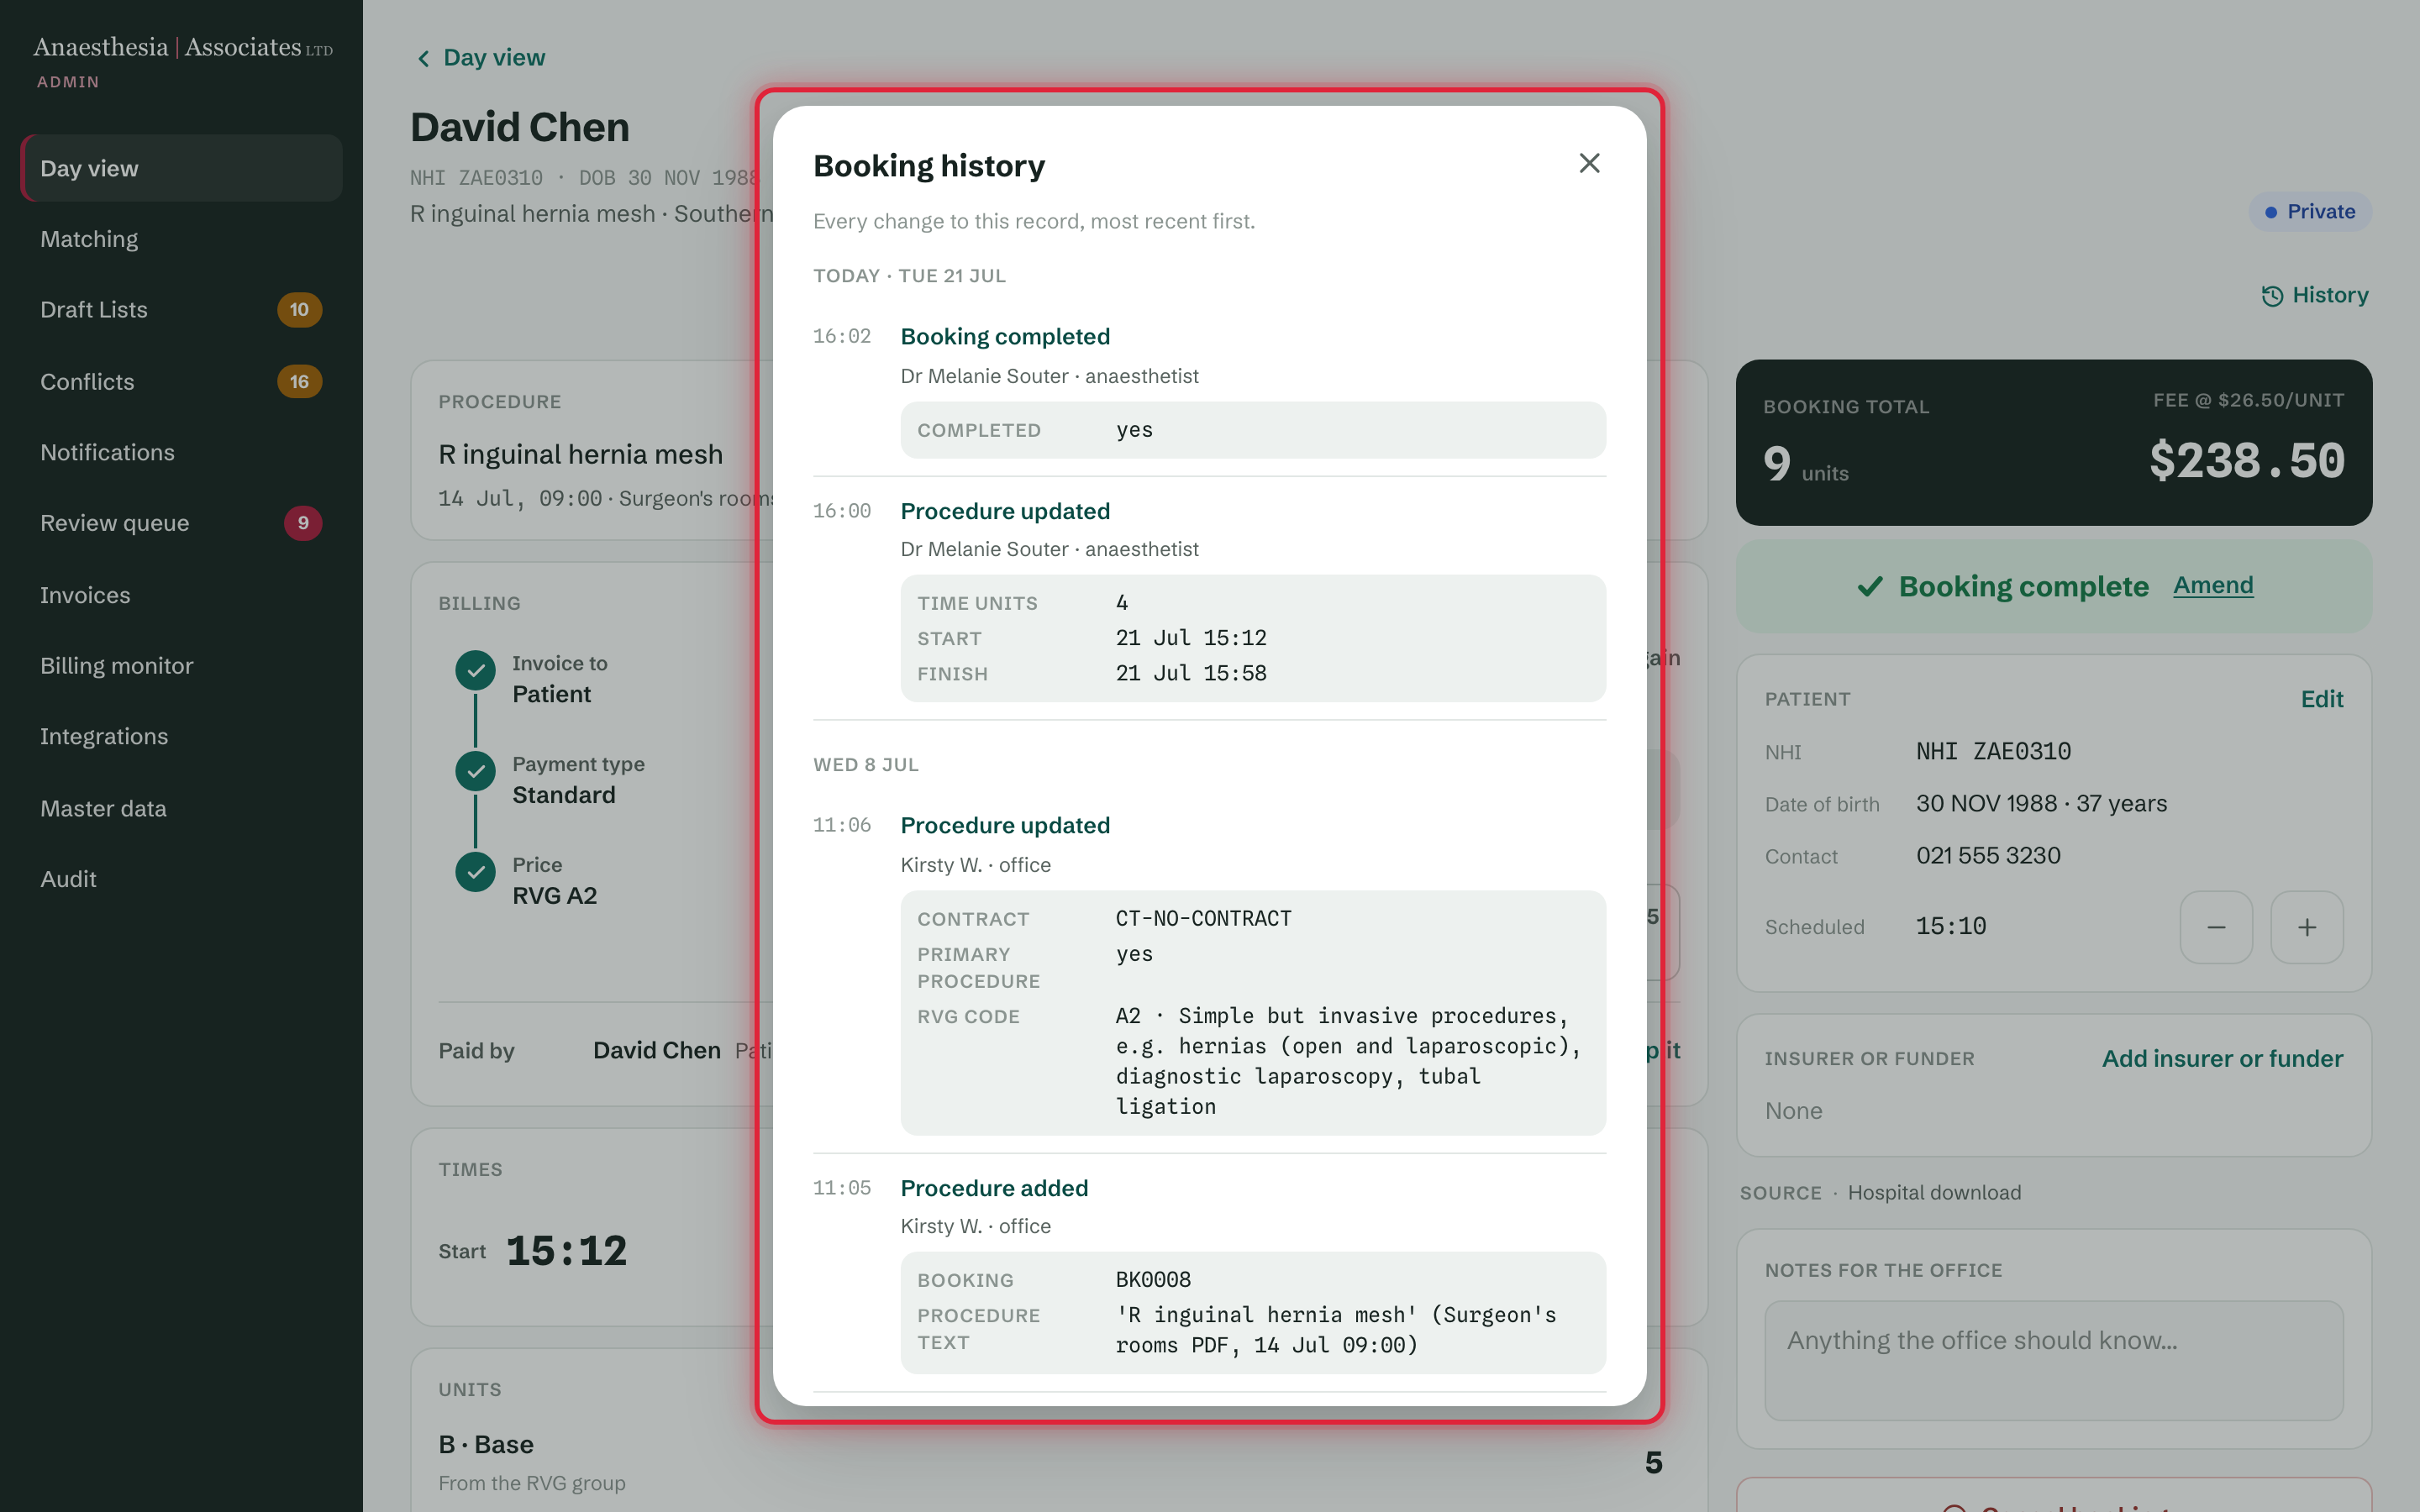 Anaesthesia | Associates LTD
ADMIN
Day view
Matching
Draft Lists 10
Conflicts 16
Notifications
Review queue 9
Invoices
Billing monitor
Integrations
Master data
Audit
Day view
David Chen
NHI ZAE0310 · DOB 30 NOV 1988
R inguinal hernia mesh · Southern
Private
History
PROCEDURE
R inguinal hernia mesh
14 Jul, 09:00 · Surgeon's rooms
BILLING
Invoice to
Patient
Payment type
Standard
Price
RVG A2
Paid by David Chen
TIMES
Start 15:12
UNITS
B · Base
From the RVG group
5
Booking history
Every change to this record, most recent first.
TODAY · TUE 21 JUL
16:02 Booking completed
Dr Melanie Souter · anaesthetist
COMPLETED yes
16:00 Procedure updated
Dr Melanie Souter · anaesthetist
TIME UNITS 4
START 21 Jul 15:12
FINISH 21 Jul 15:58
WED 8 JUL
11:06 Procedure updated
Kirsty W. · office
CONTRACT CT-NO-CONTRACT
PRIMARY yes
PROCEDURE
RVG CODE A2 · Simple but invasive procedures,
e.g. hernias (open and laparoscopic),
diagnostic laparoscopy, tubal
ligation
11:05 Procedure added
Kirsty W. · office
BOOKING BK0008
PROCEDURE 'R inguinal hernia mesh' (Surgeon's
TEXT rooms PDF, 14 Jul 09:00)
BOOKING TOTAL FEE @ $26.50/UNIT
9 units $238.50
Booking complete Amend
PATIENT Edit
NHI NHI ZAE0310
Date of birth 30 NOV 1988 · 37 years
Contact 021 555 3230
Scheduled 15:10
INSURER OR FUNDER Add insurer or funder
None
SOURCE · Hospital download
NOTES FOR THE OFFICE
Anything the office should know...